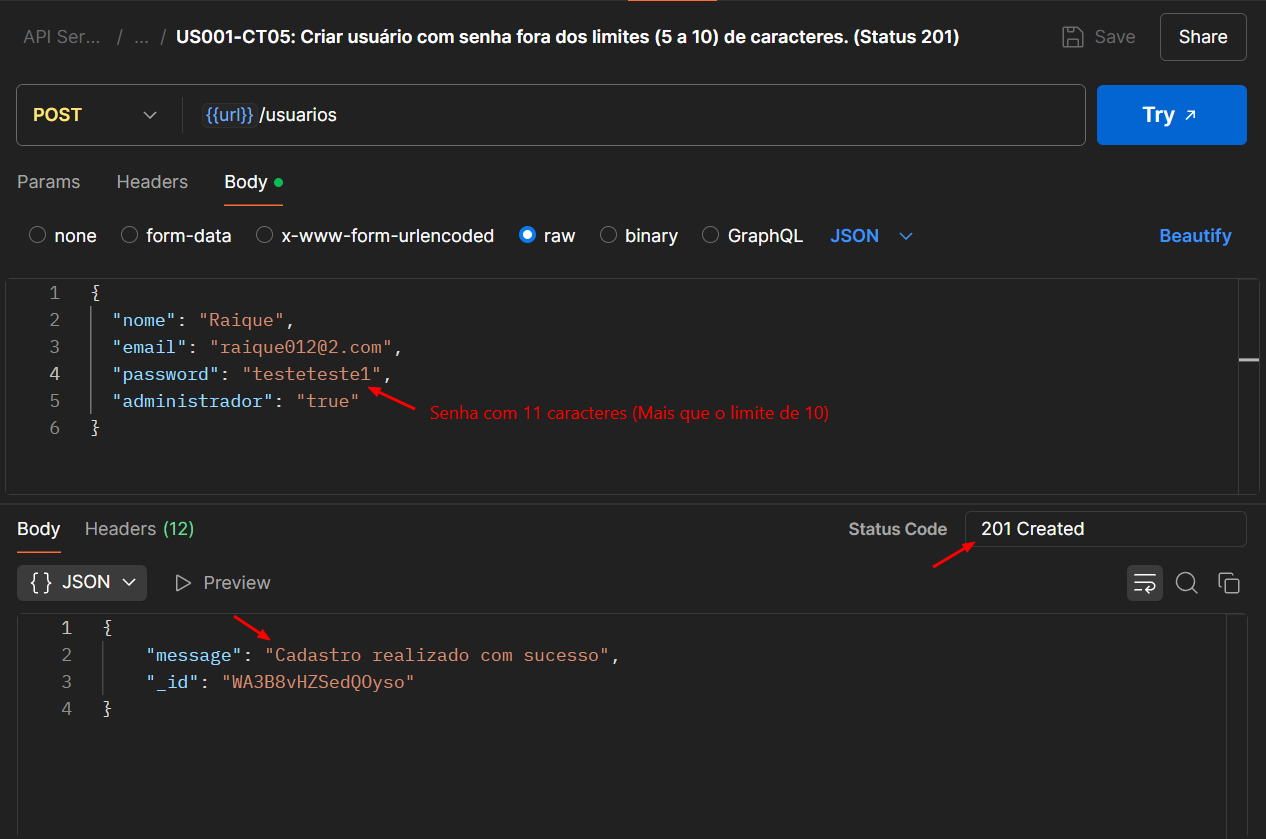 API Ser... / ... / US001-CT05: Criar usuário com senha fora dos limites (5 a 10) de caracteres. (Status 201) Save Share
POST {{url}} /usuarios Try
Params Headers Body
none form-data x-www-form-urlencoded raw binary GraphQL JSON Beautify
1 {
2 "nome": "Raique",
3 "email": "raique012@2.com",
4 "password": "testeteste1",
5 "administrador": "true"
Senha com 11 caracteres (Mais que o limite de 10)
6 }
Body Headers (12) Status Code 201 Created
{} JSON Preview
1 {
2 "message": "Cadastro realizado com sucesso",
3 "_id": "WA3B8vHZSedQOyso"
4 }